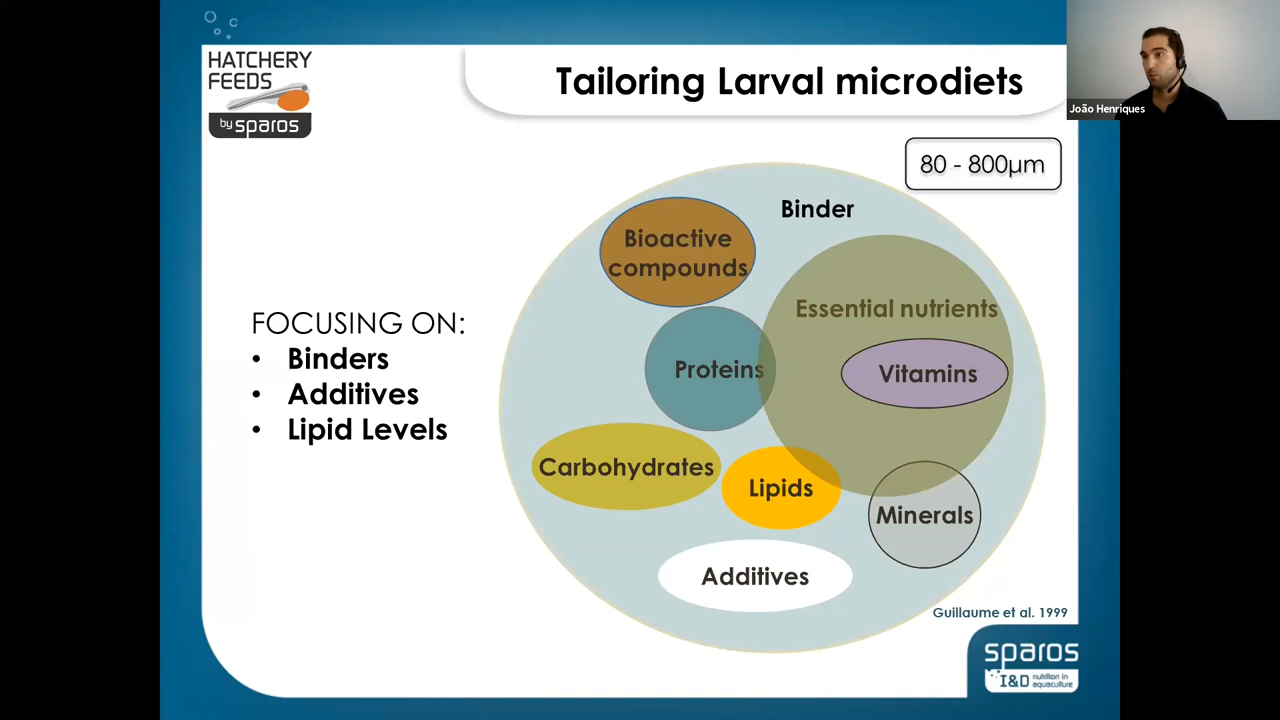 HATCHERY
FEEDS
by sparos
Tailoring Larval microdiets
João Henriques
80 - 800µm
Binder
Bioactive
compounds
Essential nutrients
Proteins
Vitamins
FOCUSING ON:
• Binders
• Additives
• Lipid Levels
Carbohydrates
Lipids
Minerals
Additives
Guillaume et al. 1999
sparos
I&D nutrition in
aquaculture